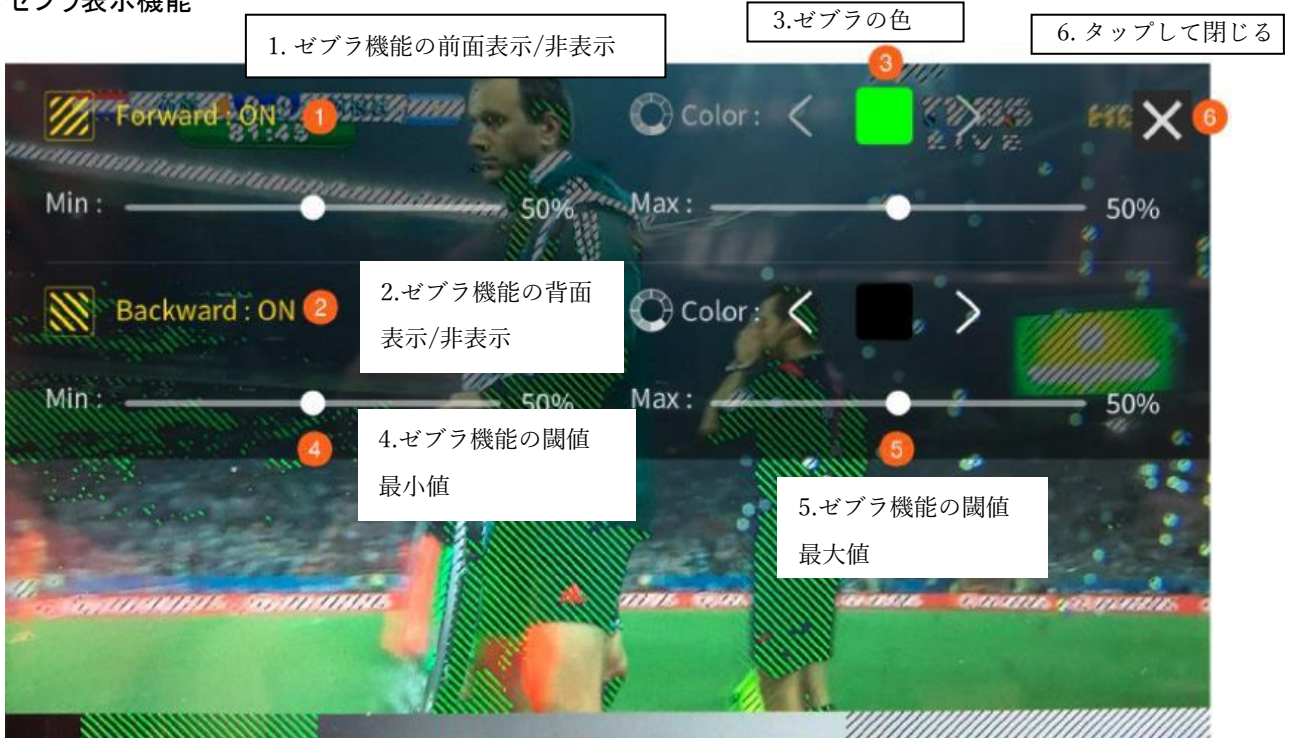 ゼブラ表示機能
1. ゼブラ機能の前面表示/非表示
3.ゼブラの色
6. タップして閉じる
Forward : ON
1
Color :
3
6
81:43
LIVE
Min :
50%
Max :
50%
Backward : ON
2
2.ゼブラ機能の背面
表示/非表示
Color :
Min :
50%
Max :
50%
4
4.ゼブラ機能の閾値
最小値
5
5.ゼブラ機能の閾値
最大値